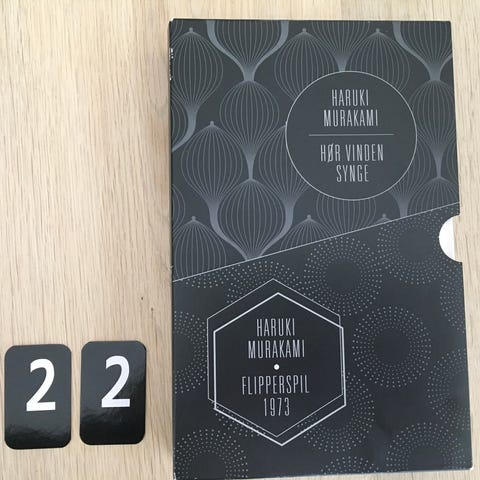 HARUKI
MURAKAMI
HØR VINDEN
SYNGE
HARUKI
MURAKAMI
FLIPPERSPIL
1973
2 2